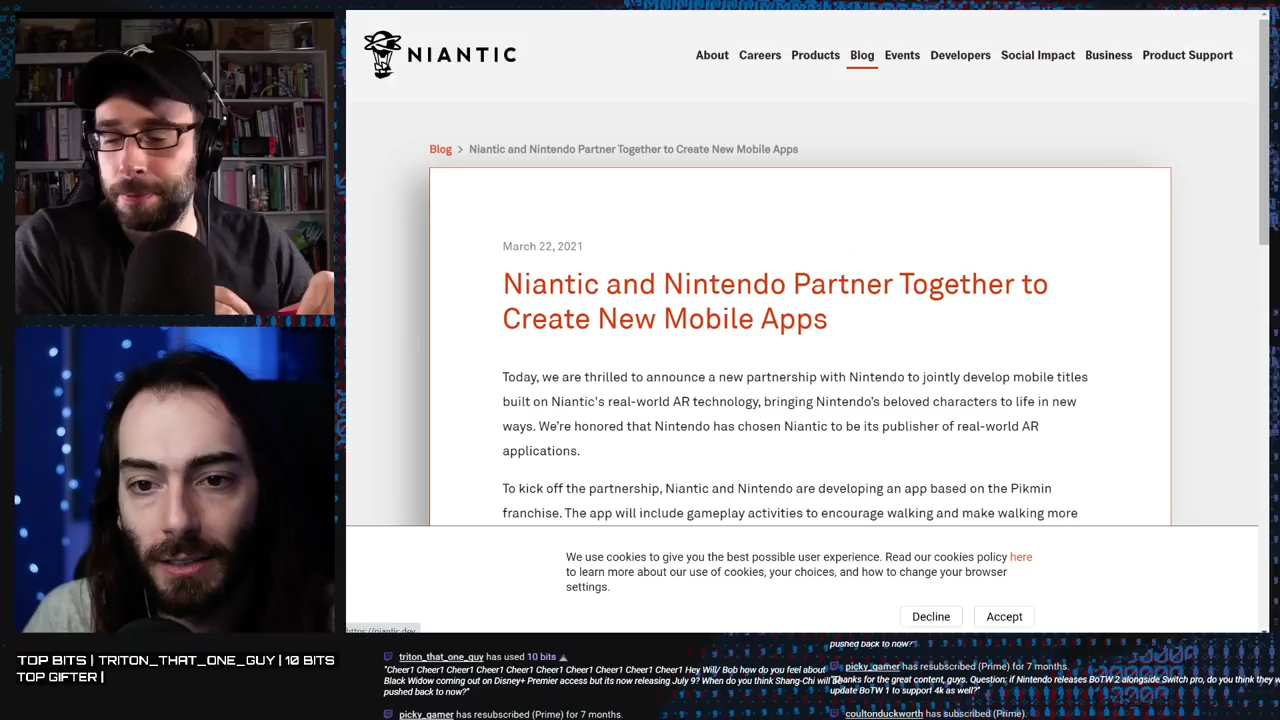 NIANTIC
About Careers Products Blog Events Developers Social Impact Business Product Support
Blog > Niantic and Nintendo Partner Together to Create New Mobile Apps
March 22, 2021
Niantic and Nintendo Partner Together to
Create New Mobile Apps
Today, we are thrilled to announce a new partnership with Nintendo to jointly develop mobile titles
built on Niantic's real-world AR technology, bringing Nintendo's beloved characters to life in new
ways. We're honored that Nintendo has chosen Niantic to be its publisher of real-world AR
applications.
To kick off the partnership, Niantic and Nintendo are developing an app based on the Pikmin
franchise. The app will include gameplay activities to encourage walking and make walking more
We use cookies to give you the best possible user experience. Read our cookies policy here
to learn more about our use of cookies, your choices, and how to change your browser
settings.
Decline Accept
https://niantic.dev
TOP BITS | TRITON_THAT_ONE_GUY | 10 BITS
TOP GIFTER |
triton_that_one_guy has used 10 bits
"Cheer1 Cheer1 Cheer1 Cheer1 Cheer1 Cheer1 Cheer1 Cheer1 Cheer1 Cheer1 Hey Will/ Bob how do you feel about
Black Widow coming out on Disney+ Premier access but its now releasing July 9? When do you think Shang-Chi will be
pushed back to now?"
picky_gamer has resubscribed (Prime) for 7 months.
pushed back to now?"
picky_gamer has resubscribed (Prime) for 7 months.
"Thanks for the great content, guys. Question: if Nintendo releases BoTW 2 alongside Switch pro, do you think they w
update BoTW 1 to support 4k as well?"
coultonduckworth has subscribed (Prime).